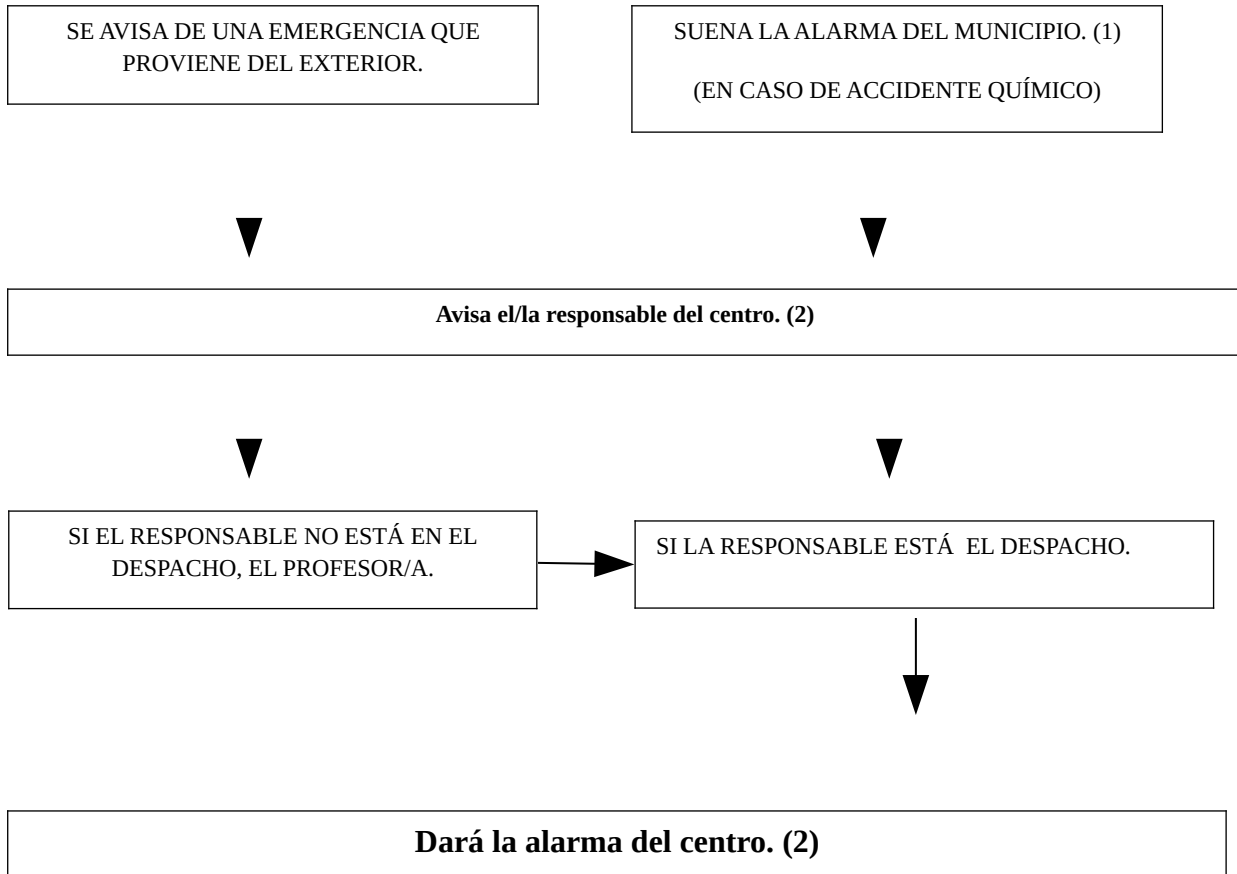 SE AVISA DE UNA EMERGENCIA QUE
PROVIENE DEL EXTERIOR.
SUENA LA ALARMA DEL MUNICIPIO. (1)
(EN CASO DE ACCIDENTE QUÍMICO)
Avisa el/la responsable del centro. (2)
SI EL RESPONSABLE NO ESTÁ EN EL
DESPACHO, EL PROFESOR/A.
SI LA RESPONSABLE ESTÁ  EL DESPACHO.
Dará la alarma del centro. (2)